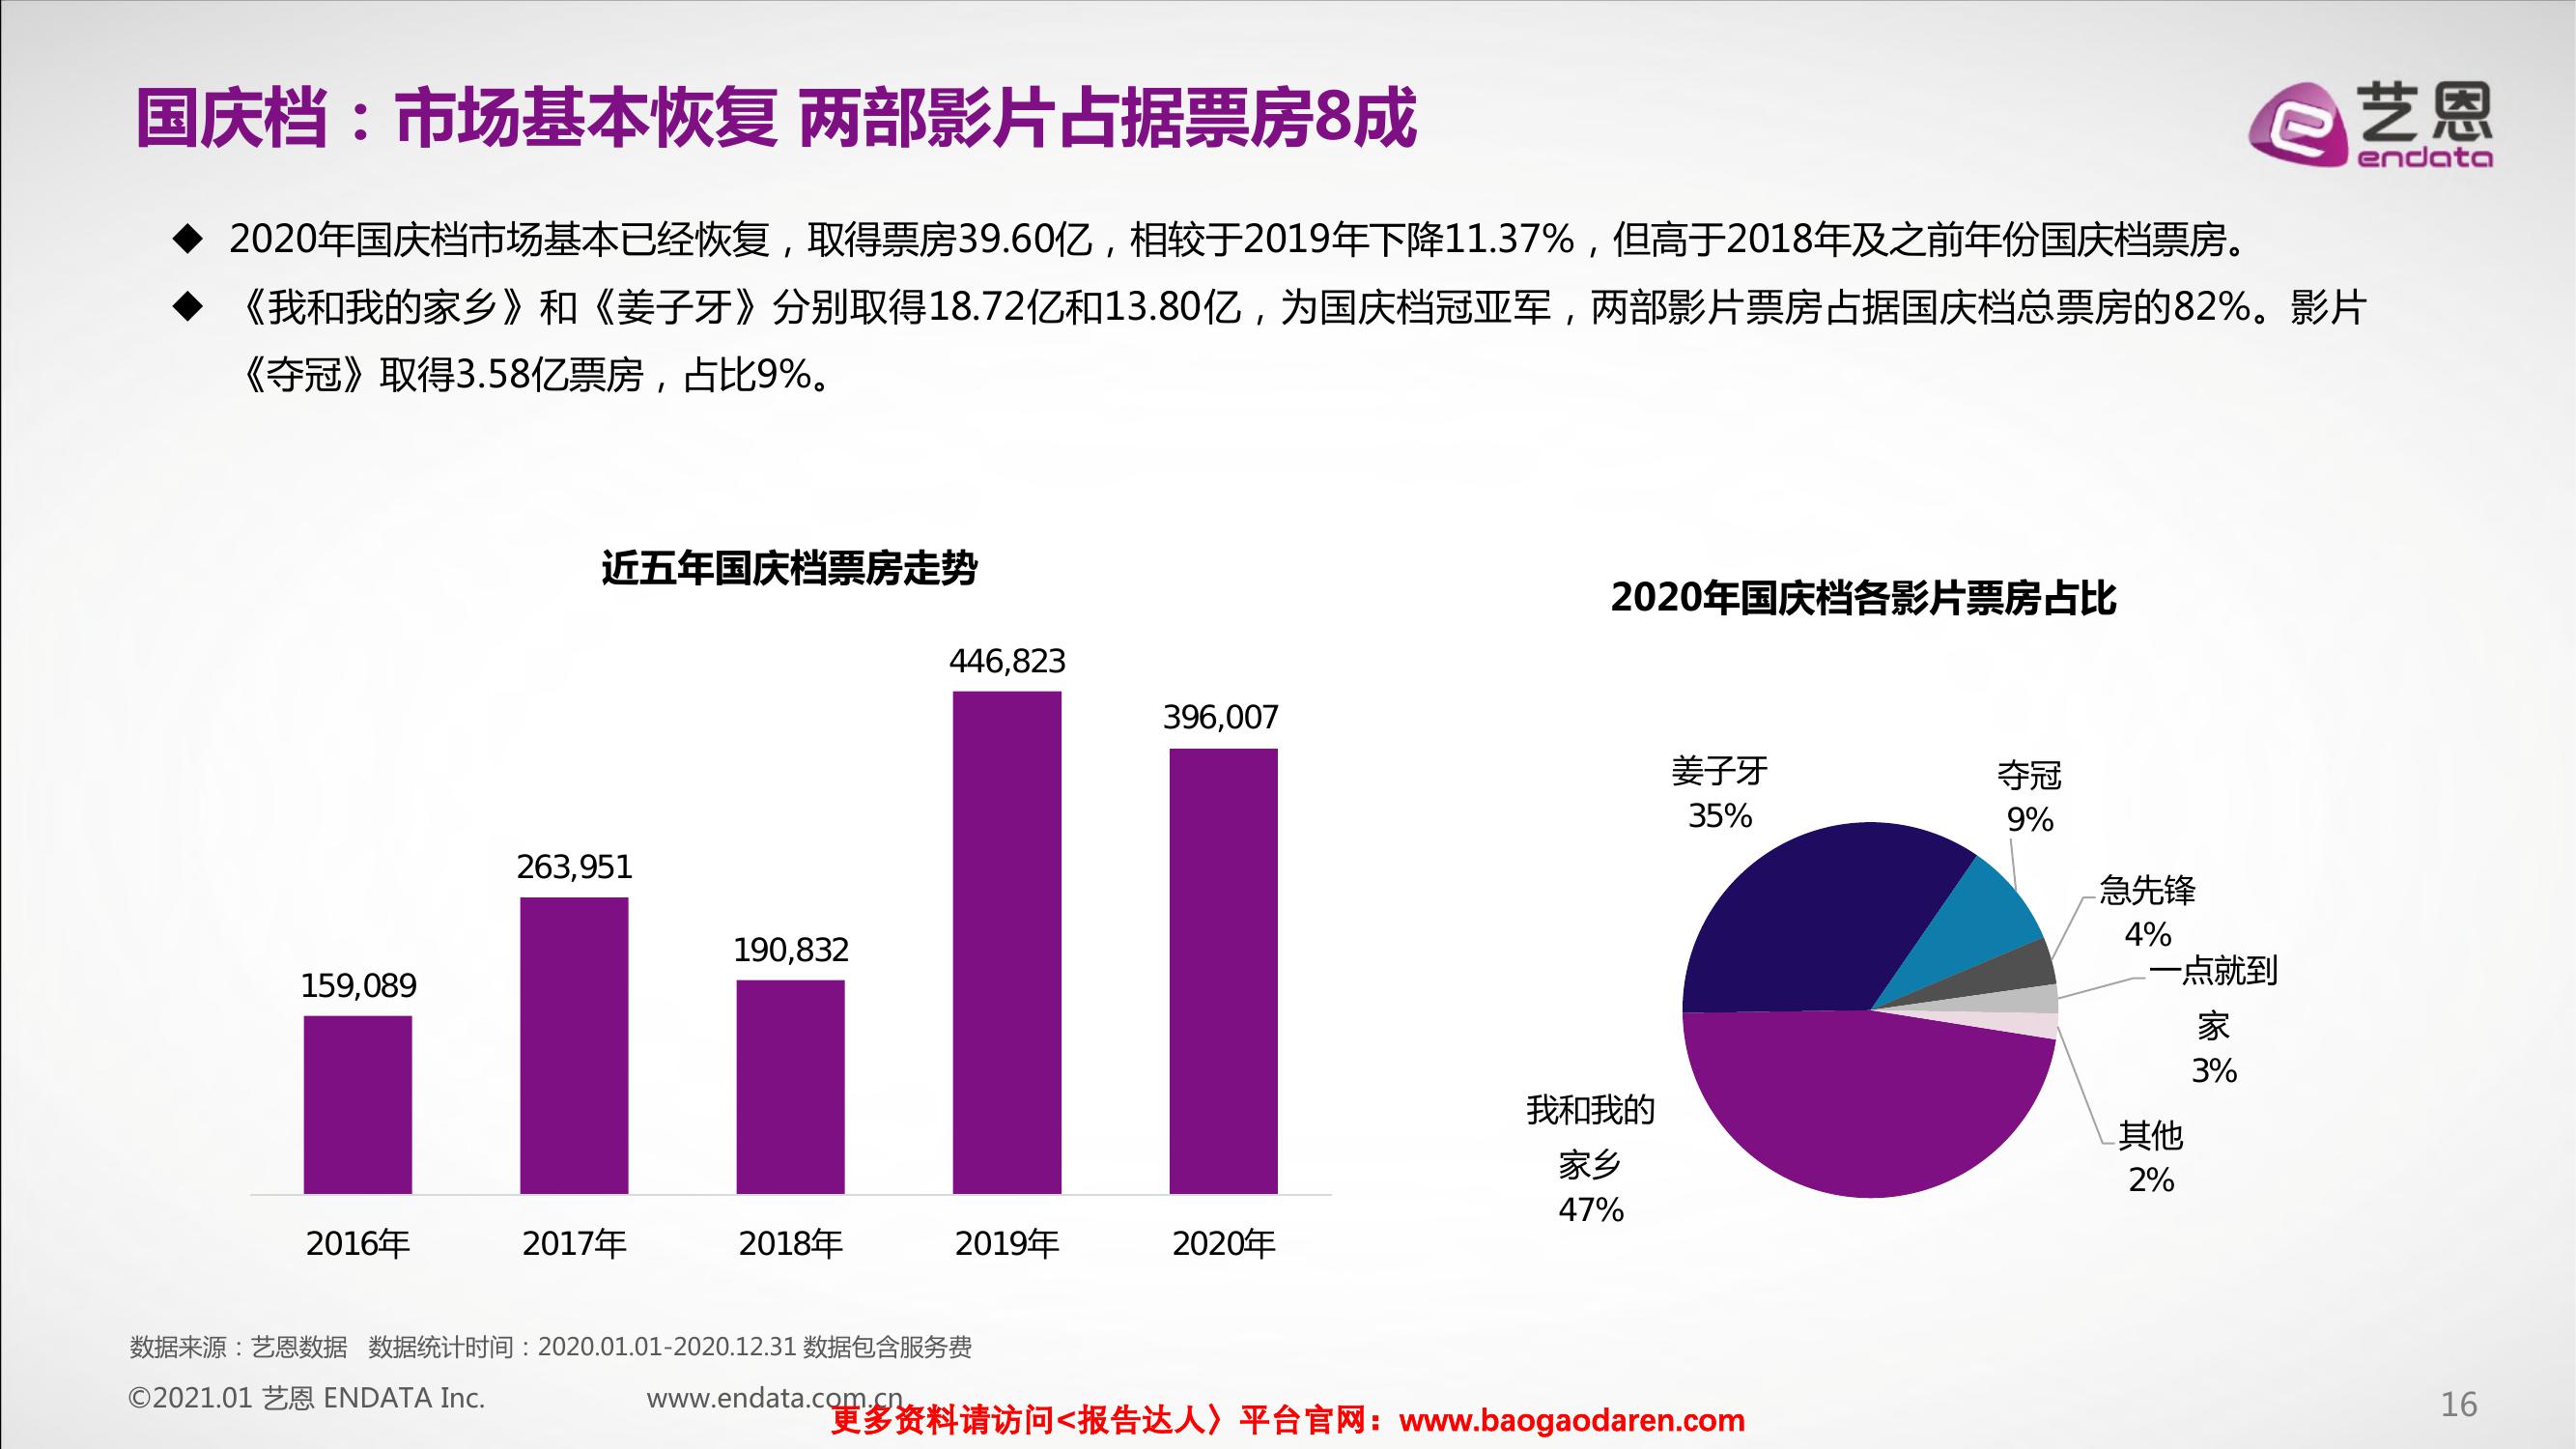 国庆档：市场基本恢复 两部影片占据票房8成
艺恩
endata
◆ 2020年国庆档市场基本已经恢复，取得票房39.60亿，相较于2019年下降11.37%，但高于2018年及之前年份国庆档票房。
◆ 《我和我的家乡》和《姜子牙》分别取得18.72亿和13.80亿，为国庆档冠亚军，两部影片票房占据国庆档总票房的82%。影片
《夺冠》取得3.58亿票房，占比9%。
近五年国庆档票房走势
446,823
396,007
263,951
190,832
159,089
2016年
2017年
2018年
2019年
2020年
2020年国庆档各影片票房占比
姜子牙
35%
夺冠
9%
急先锋
4%
一点就到
家
3%
其他
2%
我和我的
家乡
47%
数据来源：艺恩数据 数据统计时间：2020.01.01-2020.12.31 数据包含服务费
©2021.01 艺恩 ENDATA Inc.
www.endata.com.cn
更多资料请访问<报告达人〉平台官网：www.baogaodaren.com
16